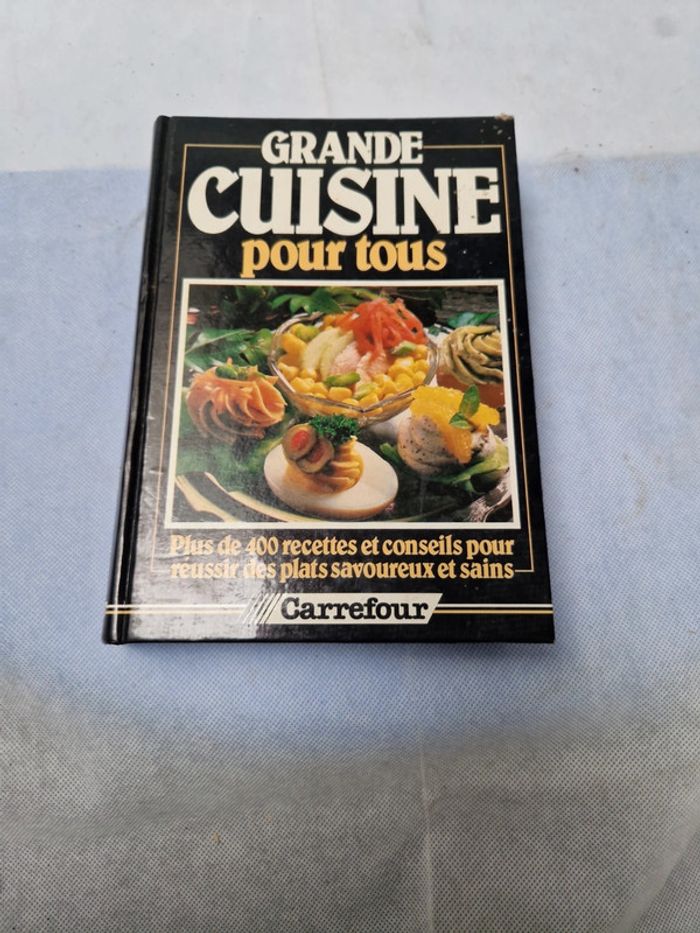 GRANDE
CUISINE
pour tous
Plus de 400 recettes et conseils pour
réussir des plats savoureux et sains
Carrefour